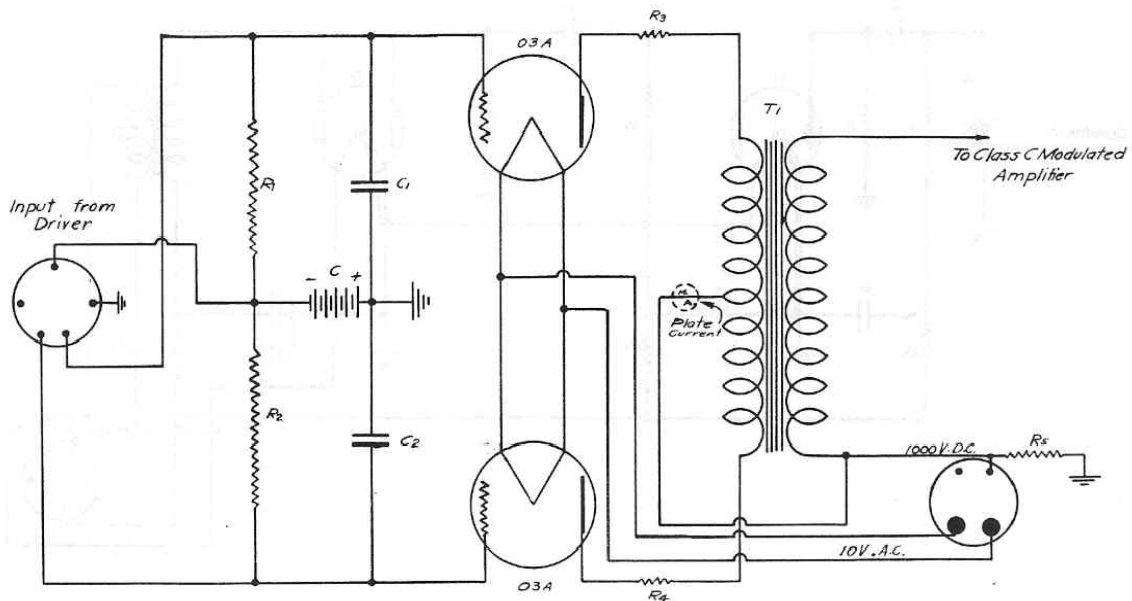 R3
03A
T1
To Class C Modulated
Amplifier
R1
C1
Input from
Driver
- C +
M.
A.
Plate
Current
R2
C2
1000 V. D.C.
R5
10 V. A.C.
03A
R4